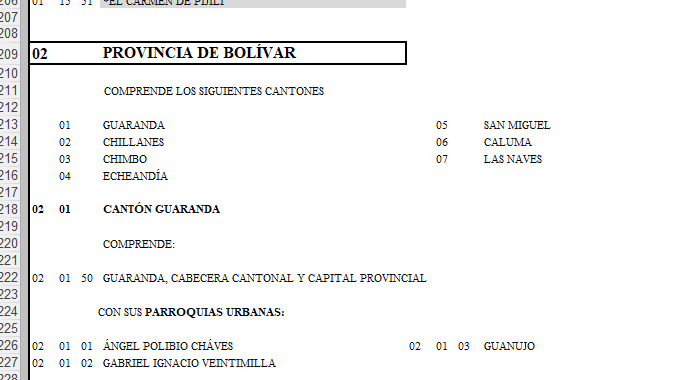 206 01 15 51 *EL CARMEN DE PIJILÍ
207
208
209 02 PROVINCIA DE BOLÍVAR
210
211 COMPRENDE LOS SIGUIENTES CANTONES
212
213 01 GUARANDA 05 SAN MIGUEL
214 02 CHILLANES 06 CALUMA
215 03 CHIMBO 07 LAS NAVES
216 04 ECHEANDÍA
217
218 02 01 CANTÓN GUARANDA
219
220 COMPRENDE:
221
222 02 01 50 GUARANDA, CABECERA CANTONAL Y CAPITAL PROVINCIAL
223
224 CON SUS PARROQUIAS URBANAS:
225
226 02 01 01 ÁNGEL POLIBIO CHÁVES 02 01 03 GUANUJO
227 02 01 02 GABRIEL IGNACIO VEINTIMILLA
228